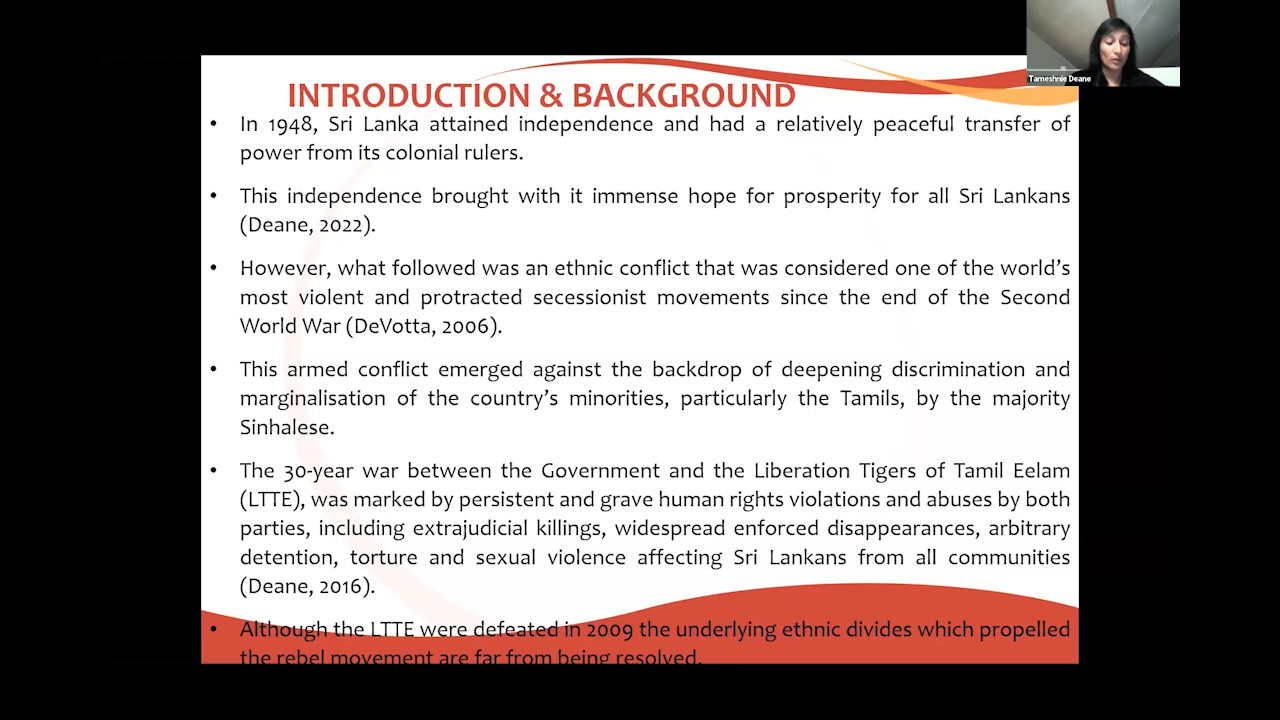 Tameshnie Deane
INTRODUCTION & BACKGROUND
• In 1948, Sri Lanka attained independence and had a relatively peaceful transfer of
power from its colonial rulers.
• This independence brought with it immense hope for prosperity for all Sri Lankans
(Deane, 2022).
• However, what followed was an ethnic conflict that was considered one of the world's
most violent and protracted secessionist movements since the end of the Second
World War (DeVotta, 2006).
• This armed conflict emerged against the backdrop of deepening discrimination and
marginalisation of the country's minorities, particularly the Tamils, by the majority
Sinhalese.
• The 30-year war between the Government and the Liberation Tigers of Tamil Eelam
(LTTE), was marked by persistent and grave human rights violations and abuses by both
parties, including extrajudicial killings, widespread enforced disappearances, arbitrary
detention, torture and sexual violence affecting Sri Lankans from all communities
(Deane, 2016).
• Although the LTTE were defeated in 2009 the underlying ethnic divides which propelled
the rebel movement are far from being resolved.